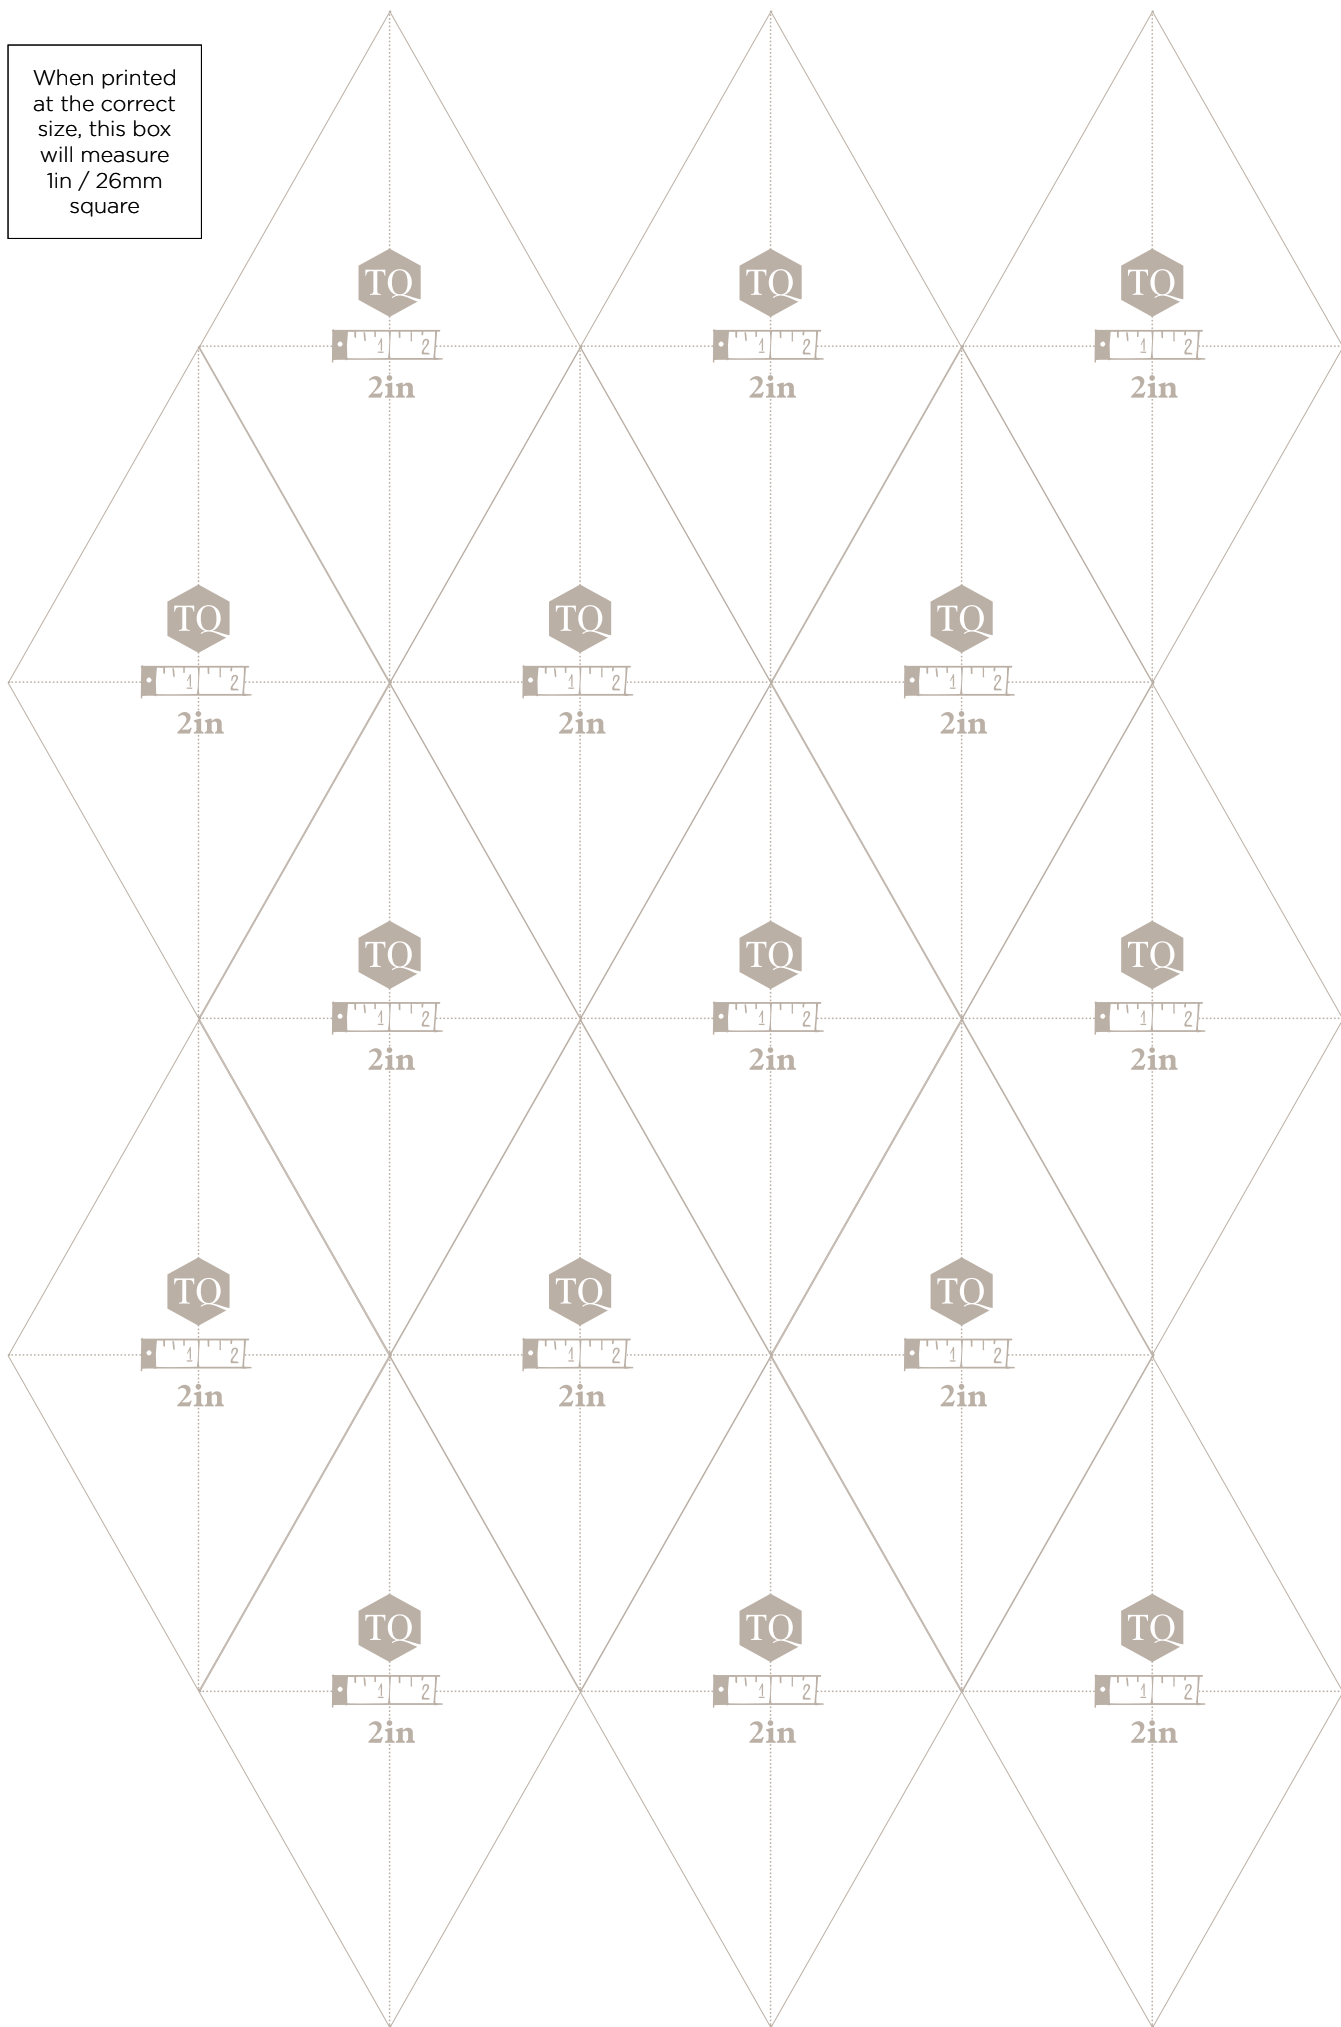 When printed
at the correct
size, this box
will measure
1in / 26mm
square
TQ
TQ
TQ
1 2
1 2
1 2
2in
2in
2in
TQ
TQ
TQ
1 2
1 2
1 2
2in
2in
2in
TQ
TQ
TQ
1 2
1 2
1 2
2in
2in
2in
TQ
TQ
TQ
1 2
1 2
1 2
2in
2in
2in
TQ
TQ
TQ
1 2
1 2
1 2
2in
2in
2in